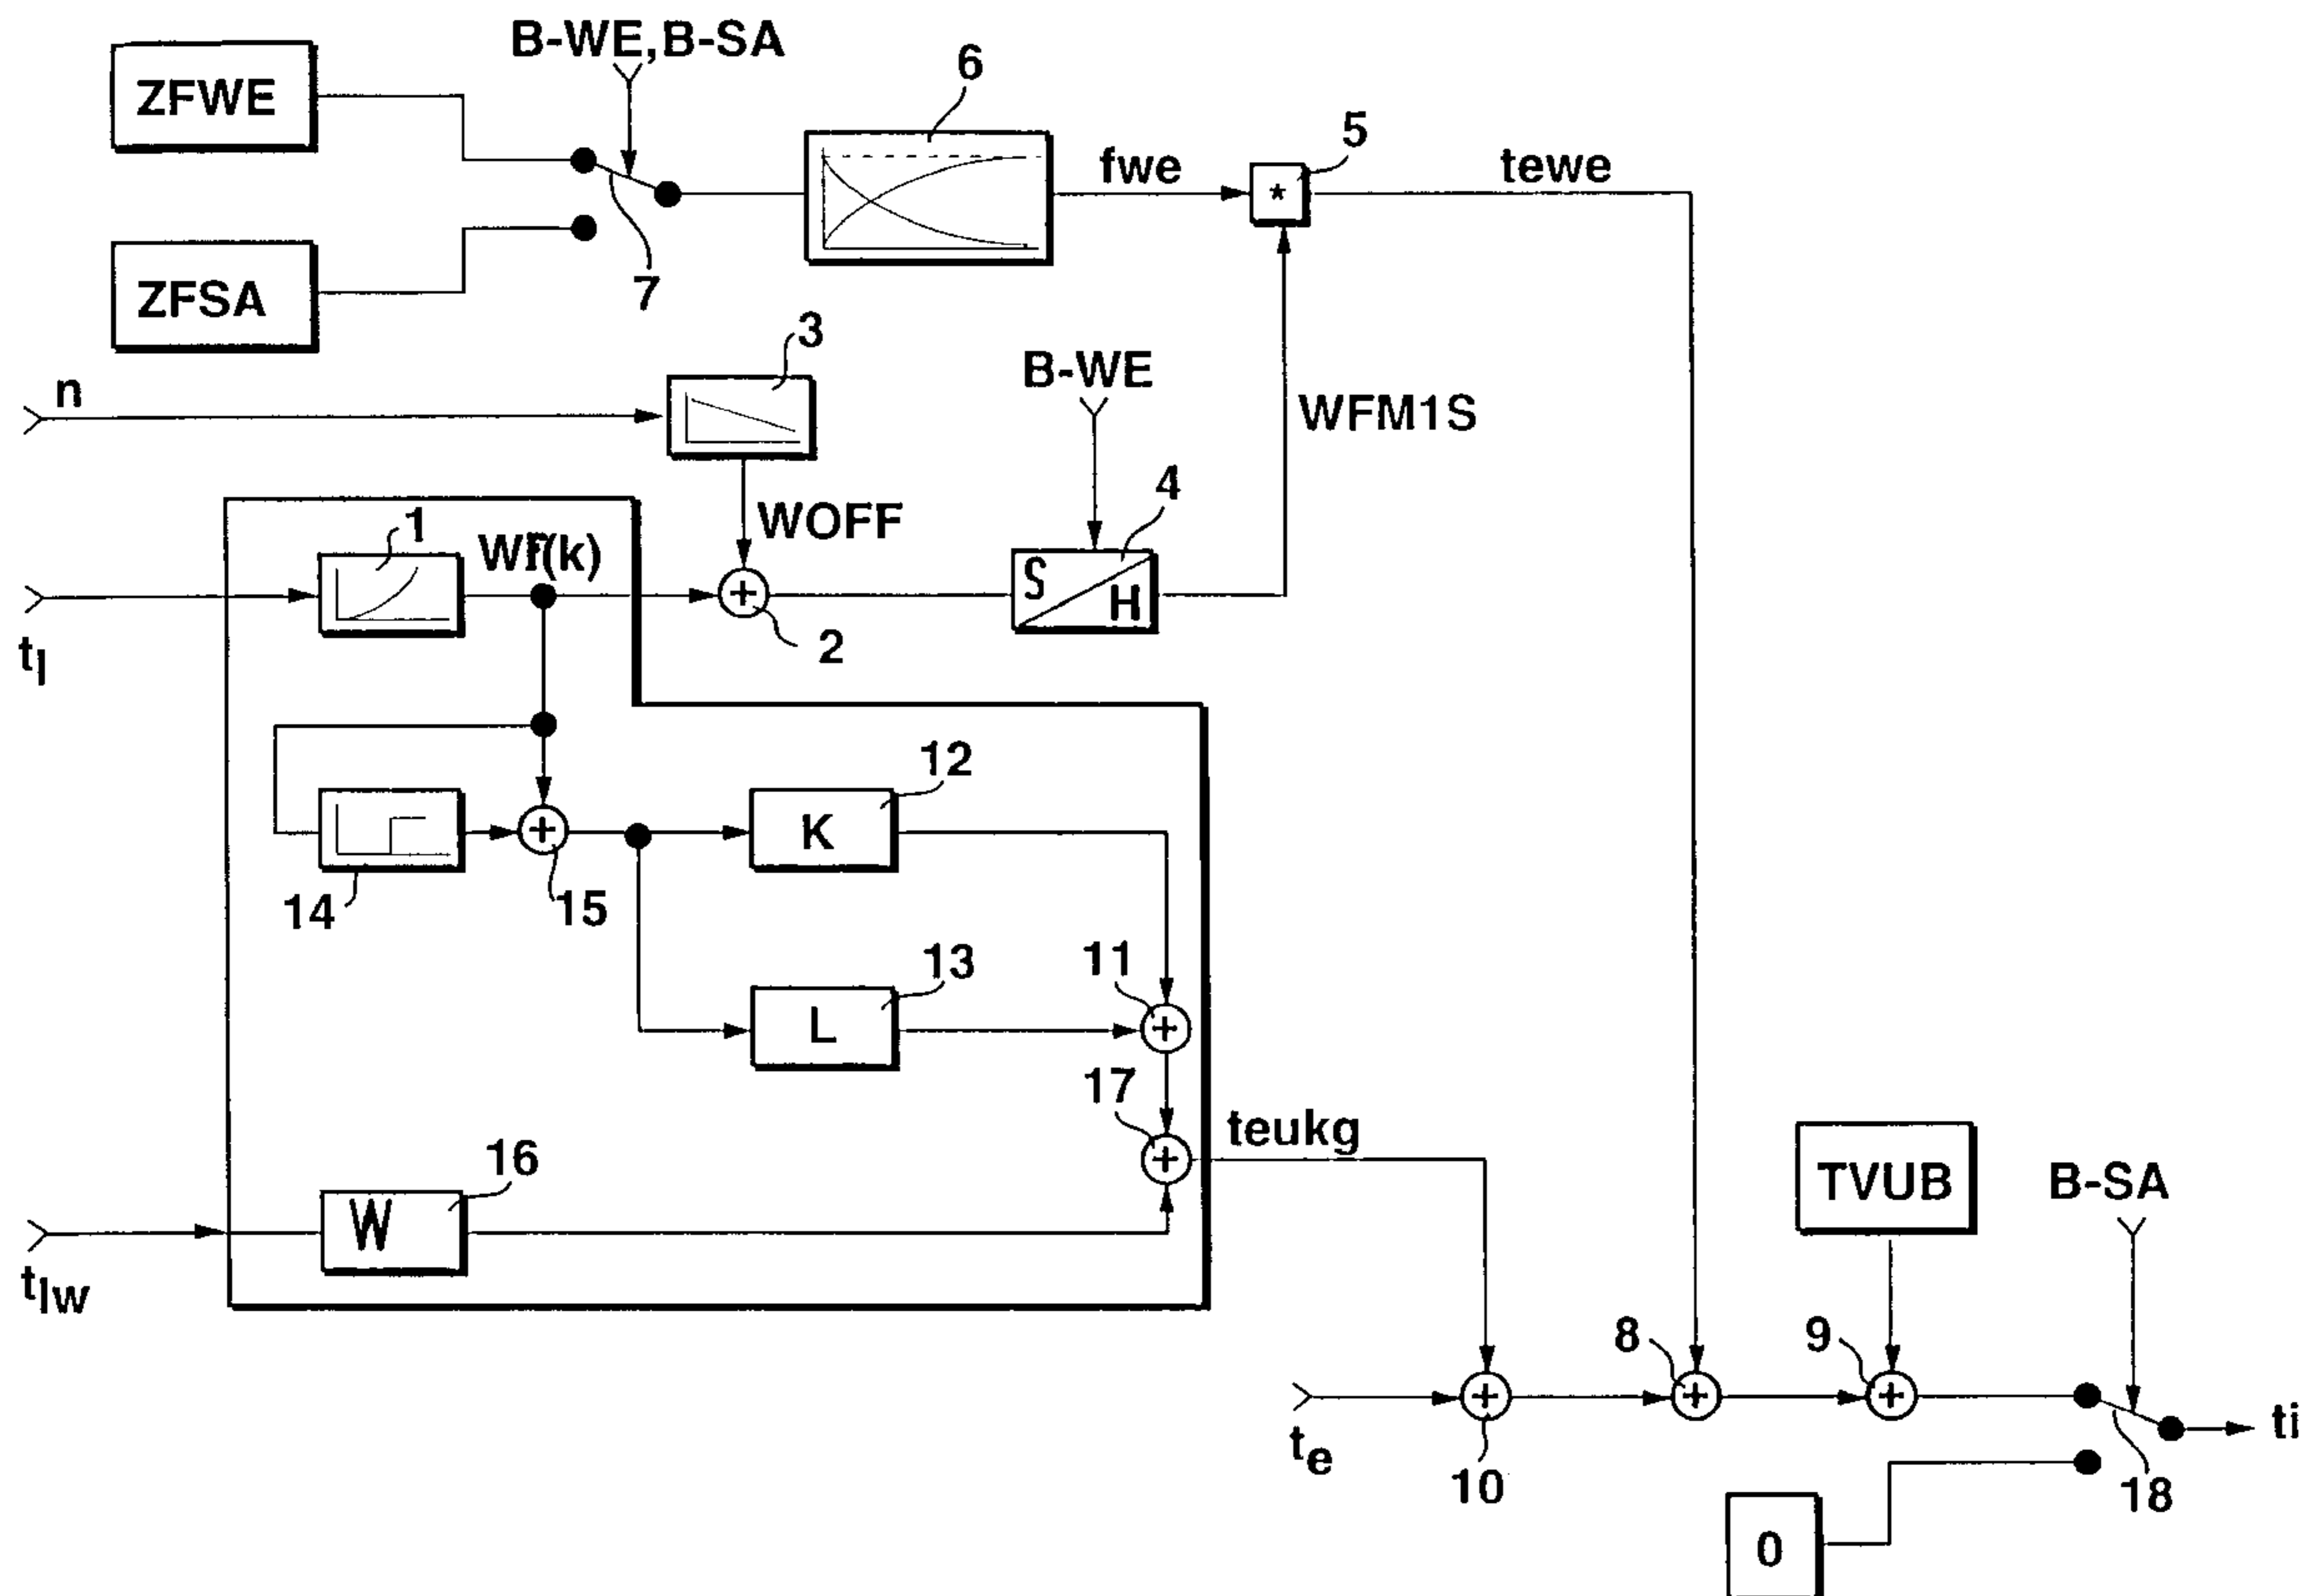 B-WE, B-SA
6
ZFWE
5
fwe
*
tewe
7
ZFSA
3
n
B-WE
WFM1S
4
WOFF
1
Wf(k)
S
H
+
2
tl
12
K
+
14
15
13
11
L
+
17
teukg
16
+
TVUB
B-SA
W
tlw
8
9
+
+
+
ti
te
10
18
0